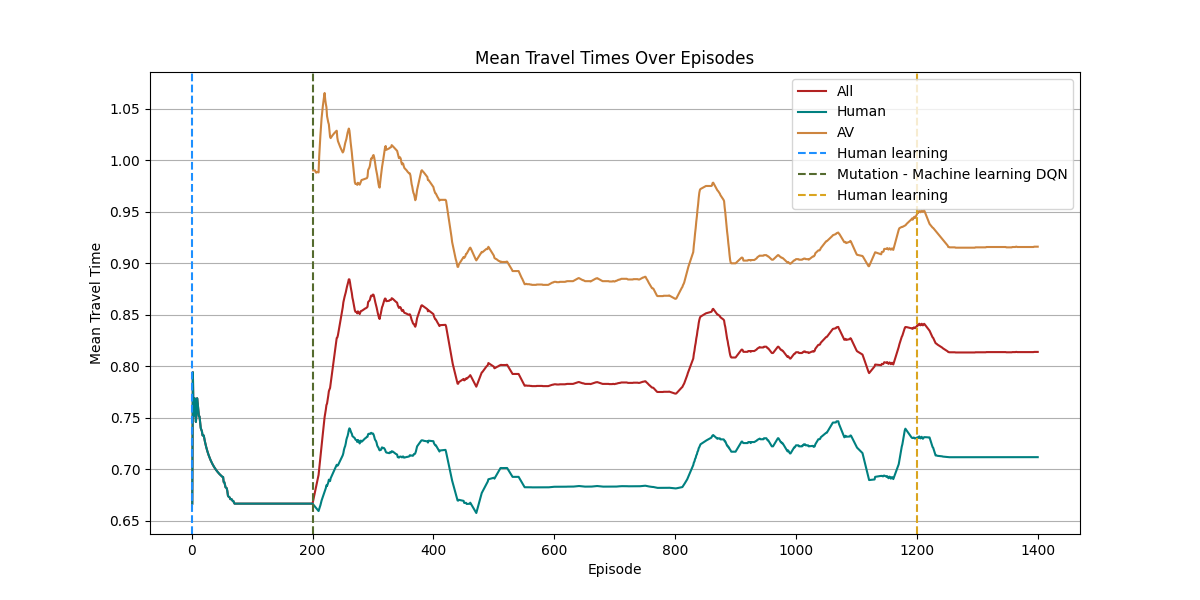 Mean Travel Times Over Episodes
Mean Travel Time
1.05
1.00
0.95
0.90
0.85
0.80
0.75
0.70
0.65
All
Human
AV
Human learning
Mutation - Machine learning DQN
Human learning
0 200 400 600 800 1000 1200 1400
Episode